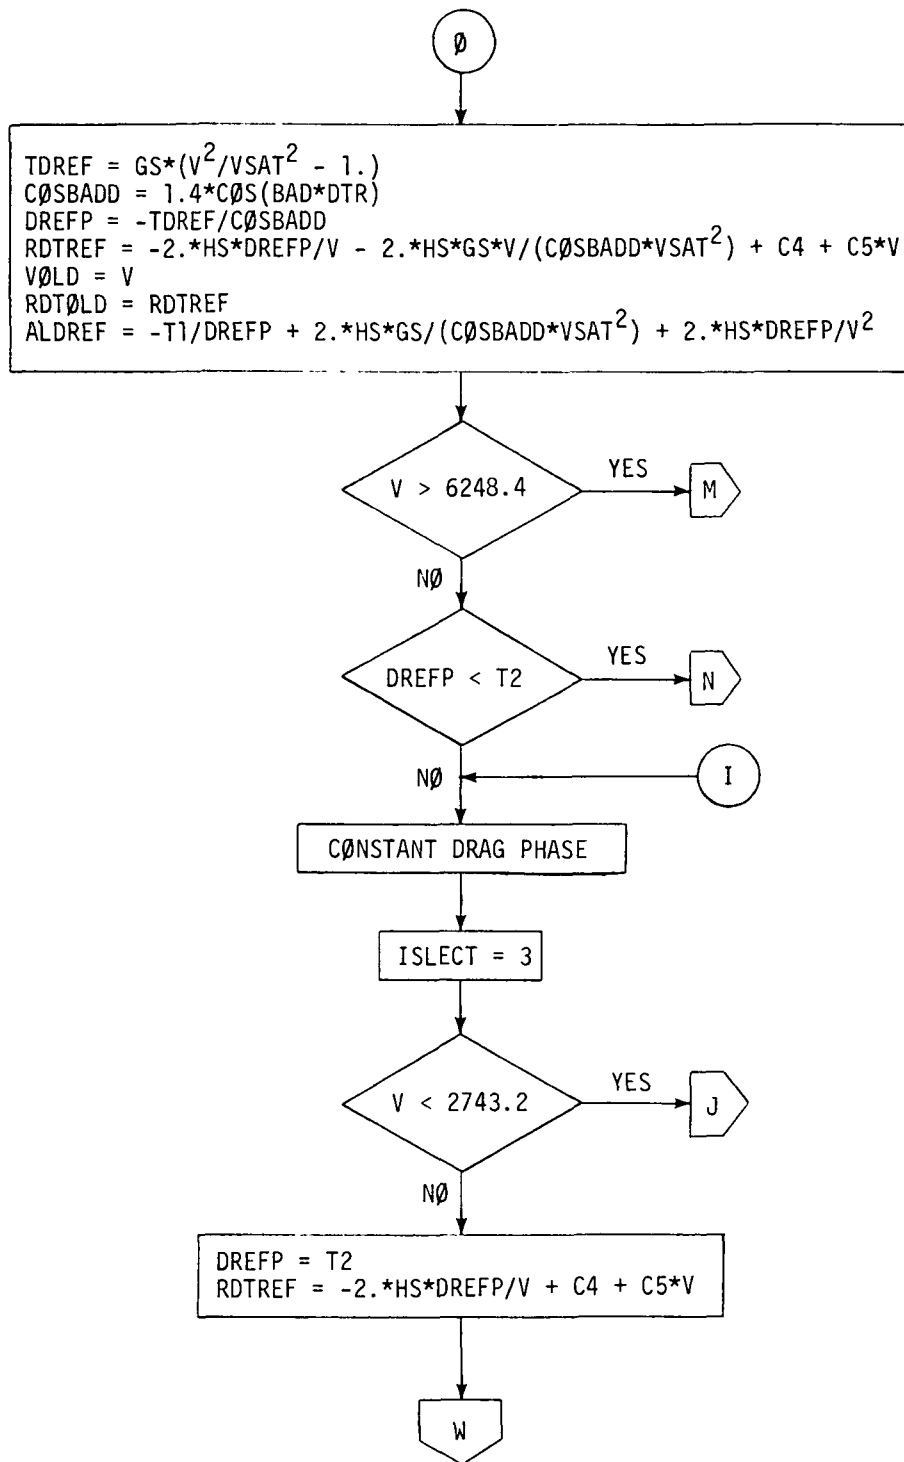 Ø
TDREF = GS*(V²/VSAT² - 1.)
CØSBADD = 1.4*CØS(BAD*DTR)
DREFP = -TDREF/CØSBADD
RDTREF = -2.*HS*DREFP/V - 2.*HS*GS*V/(CØSBADD*VSAT²) + C4 + C5*V
VØLD = V
RDTØLD = RDTREF
ALDREF = -T1/DREFP + 2.*HS*GS/(CØSBADD*VSAT²) + 2.*HS*DREFP/V²
V > 6248.4
YES
M
NØ
DREFP < T2
YES
N
NØ
I
CØNSTANT DRAG PHASE
ISLECT = 3
V < 2743.2
YES
J
NØ
DREFP = T2
RDTREF = -2.*HS*DREFP/V + C4 + C5*V
W